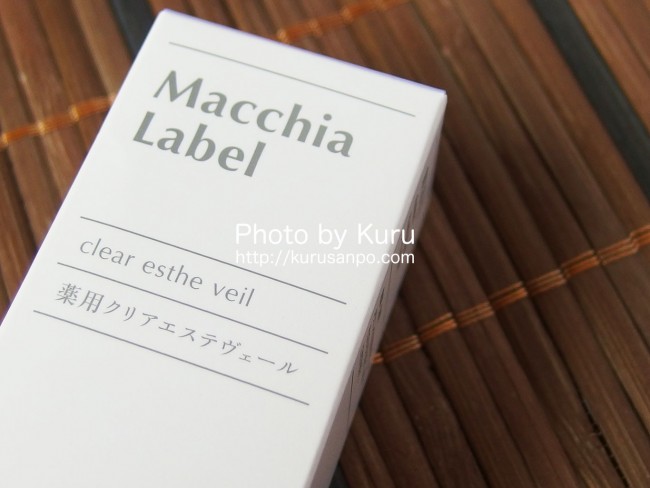 Macchia
Label
Photo by Kuru
http://kurusanpo.com
clear esthe veil
薬用クリアエステヴェール